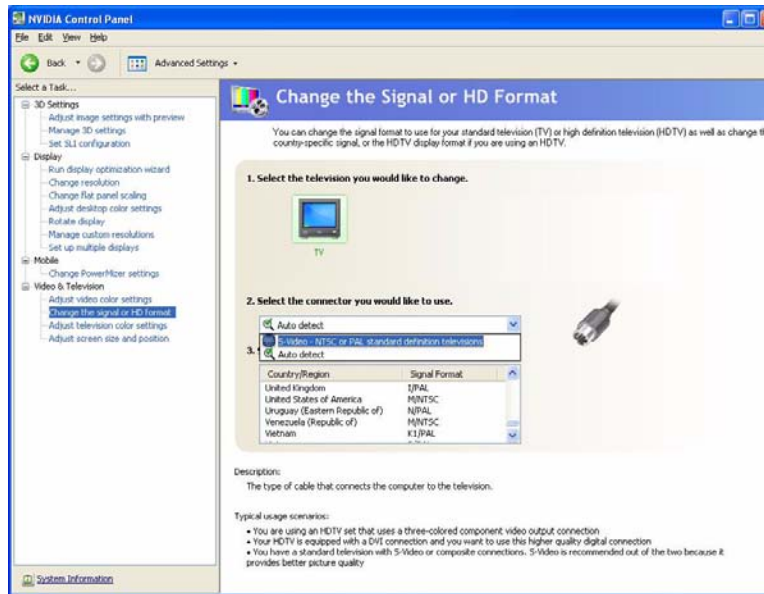 NVIDIA Control Panel
File Edit View Help
Back Advanced Settings
Select a Task...
3D Settings
Adjust image settings with preview
Manage 3D settings
Set SLI configuration
Display
Run display optimization wizard
Change resolution
Change flat panel scaling
Adjust desktop color settings
Rotate display
Manage custom resolutions
Set up multiple displays
Mobile
Change PowerMizer settings
Video & Television
Adjust video color settings
Change the signal or HD format
Adjust television color settings
Adjust screen size and position
System Information
Change the Signal or HD Format
You can change the signal format to use for your standard television (TV) or high definition television (HDTV) as well as change
country-specific signal, or the HDTV display format if you are using an HDTV.
1. Select the television you would like to change.
TV
2. Select the connector you would like to use.
Auto detect
S-Video - NTSC or PAL standard definition televisions
3.
Auto detect
Country/Region Signal Format
United Kingdom I/PAL
United States of America M/NTSC
Uruguay (Eastern Republic of) N/PAL
Venezuela (Republic of) M/NTSC
Vietnam K1/PAL
Description:
The type of cable that connects the computer to the television.
Typical usage scenarios:
• You are using an HDTV set that uses a three-colored component video output connection
• Your HDTV is equipped with a DVI connection and you want to use this higher quality digital connection
• You have a standard television with S-Video or composite connections. S-Video is recommended out of the two because it
provides better picture quality